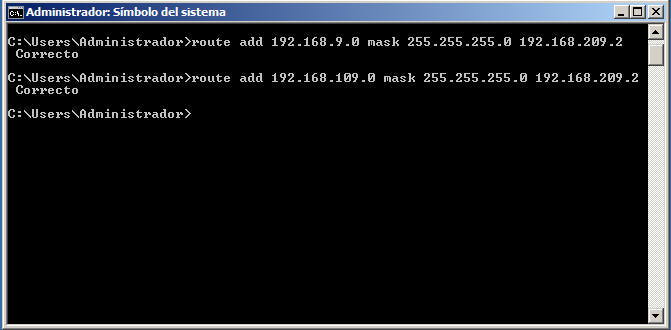 Administrador: Símbolo del sistema
C:\Users\Administrador>route add 192.168.9.0 mask 255.255.255.0 192.168.209.2
 Correcto
C:\Users\Administrador>route add 192.168.109.0 mask 255.255.255.0 192.168.209.2
 Correcto
C:\Users\Administrador>